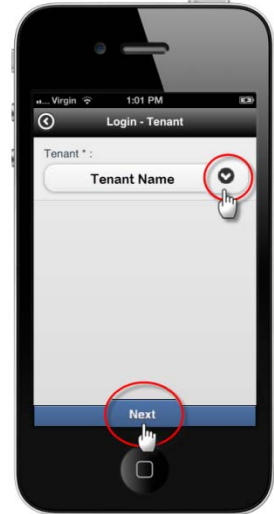 Virgin 1:01 PM
Login - Tenant
Tenant * :
Tenant Name
Next